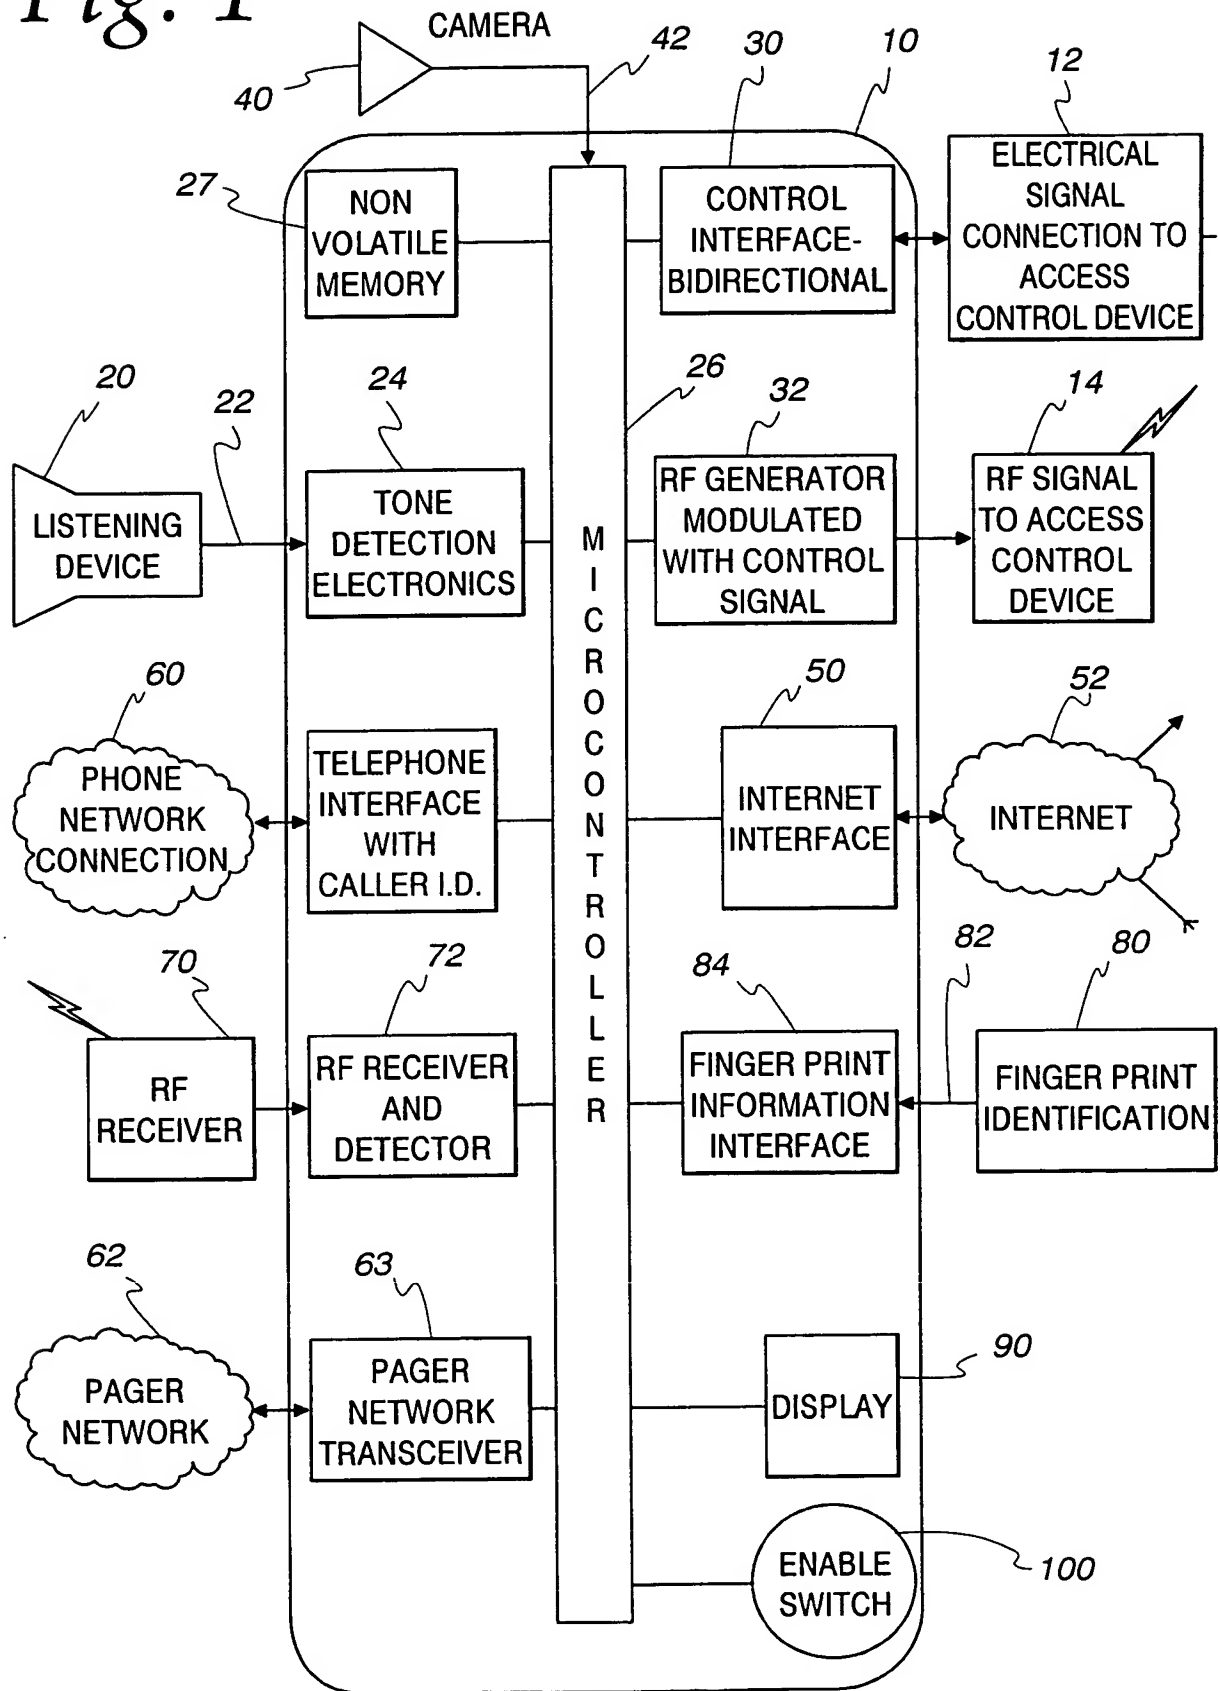 Fig. 1
CAMERA
40
42
30
10
12
27
NON
VOLATILE
MEMORY
CONTROL
INTERFACE-
BIDIRECTIONAL
ELECTRICAL
SIGNAL
CONNECTION TO
ACCESS
CONTROL DEVICE
20
22
24
26
32
14
LISTENING
DEVICE
TONE
DETECTION
ELECTRONICS
MICROCONTROLLER
RF GENERATOR
MODULATED
WITH CONTROL
SIGNAL
RF SIGNAL
TO ACCESS
CONTROL
DEVICE
60
50
52
PHONE
NETWORK
CONNECTION
TELEPHONE
INTERFACE
WITH
CALLER I.D.
INTERNET
INTERFACE
INTERNET
70
72
84
82
80
RF
RECEIVER
RF RECEIVER
AND
DETECTOR
FINGER PRINT
INFORMATION
INTERFACE
FINGER PRINT
IDENTIFICATION
62
63
90
PAGER
NETWORK
PAGER
NETWORK
TRANSCEIVER
DISPLAY
ENABLE
SWITCH
100